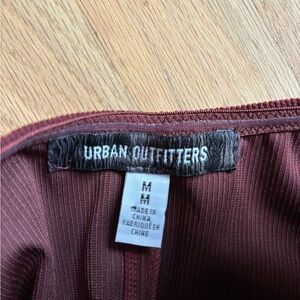 URBAN OUTFITTERS
M
M
MADE IN
CHINA
FABRIQUÉ EN
CHINE